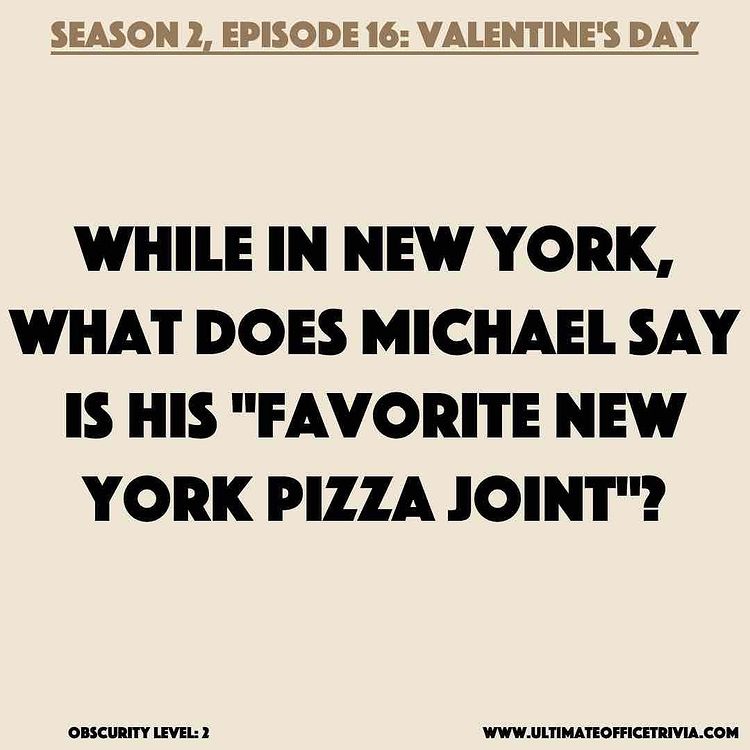 SEASON 2, EPISODE 16: VALENTINE'S DAY
WHILE IN NEW YORK,
WHAT DOES MICHAEL SAY
IS HIS "FAVORITE NEW
YORK PIZZA JOINT"?
OBSCURITY LEVEL: 2
WWW.ULTIMATEOFFICETRIVIA.COM